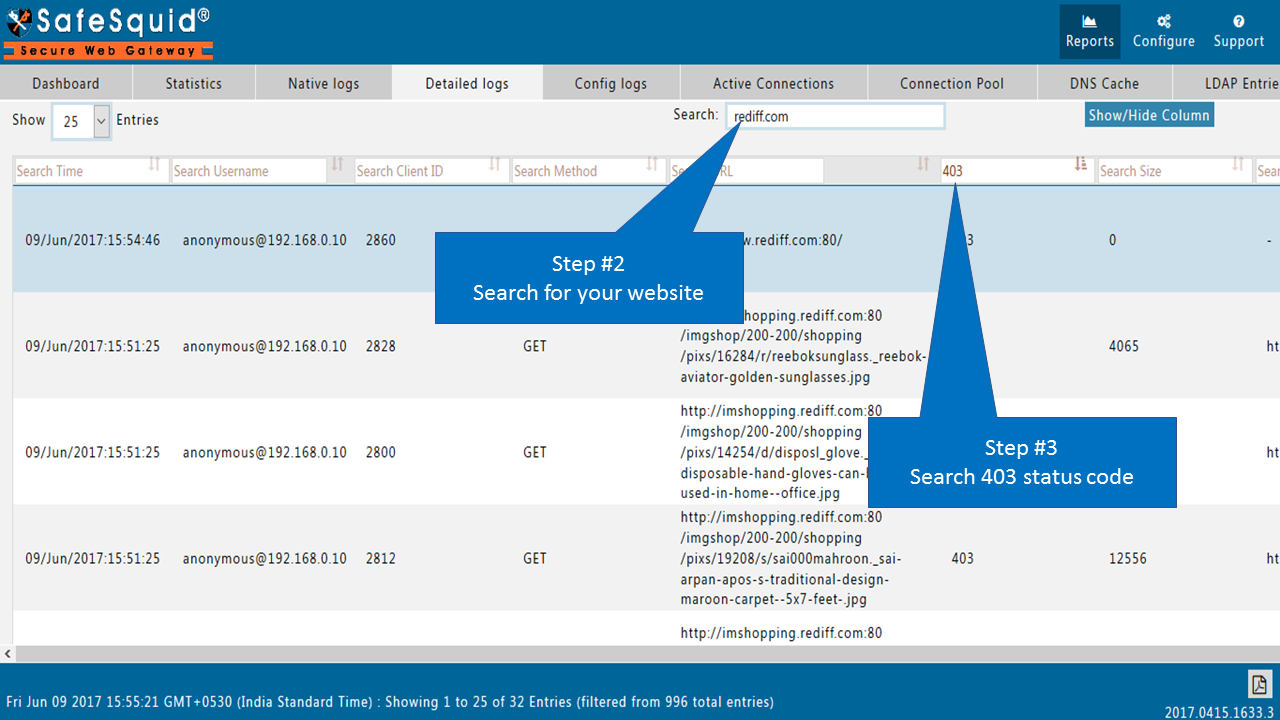 SafeSquid®
Secure Web Gateway
Reports
Configure
Support
Dashboard
Statistics
Native logs
Detailed logs
Config logs
Active Connections
Connection Pool
DNS Cache
LDAP Entrie
Show 25 Entries
Search: rediff.com
Show/Hide Column
Search Time
Search Username
Search Client ID
Search Method
403
Search Size
09/Jun/2017:15:54:46
anonymous@192.168.0.10
2860
w.rediff.com:80/
0
-
Step #2
Search for your website
09/Jun/2017:15:51:25
anonymous@192.168.0.10
2828
GET
hopping.rediff.com:80
/imgshop/200-200/shopping
/pixs/16284/r/reeboksunglass._reebok-
aviator-golden-sunglasses.jpg
4065
ht
09/Jun/2017:15:51:25
anonymous@192.168.0.10
2800
GET
http://imshopping.rediff.com:80
/imgshop/200-200/shopping
/pixs/14254/d/disposl_glove._
disposable-hand-gloves-can-
used-in-home--office.jpg
ht
Step #3
Search 403 status code
09/Jun/2017:15:51:25
anonymous@192.168.0.10
2812
GET
http://imshopping.rediff.com:80
/imgshop/200-200/shopping
/pixs/19208/s/sai000mahroon._sai-
arpan-apos-s-traditional-design-
maroon-carpet--5x7-feet-.jpg
403
12556
ht
http://imshopping.rediff.com:80
Fri Jun 09 2017 15:55:21 GMT+0530 (India Standard Time) : Showing 1 to 25 of 32 Entries (filtered from 996 total entries)
2017.0415.1633.3